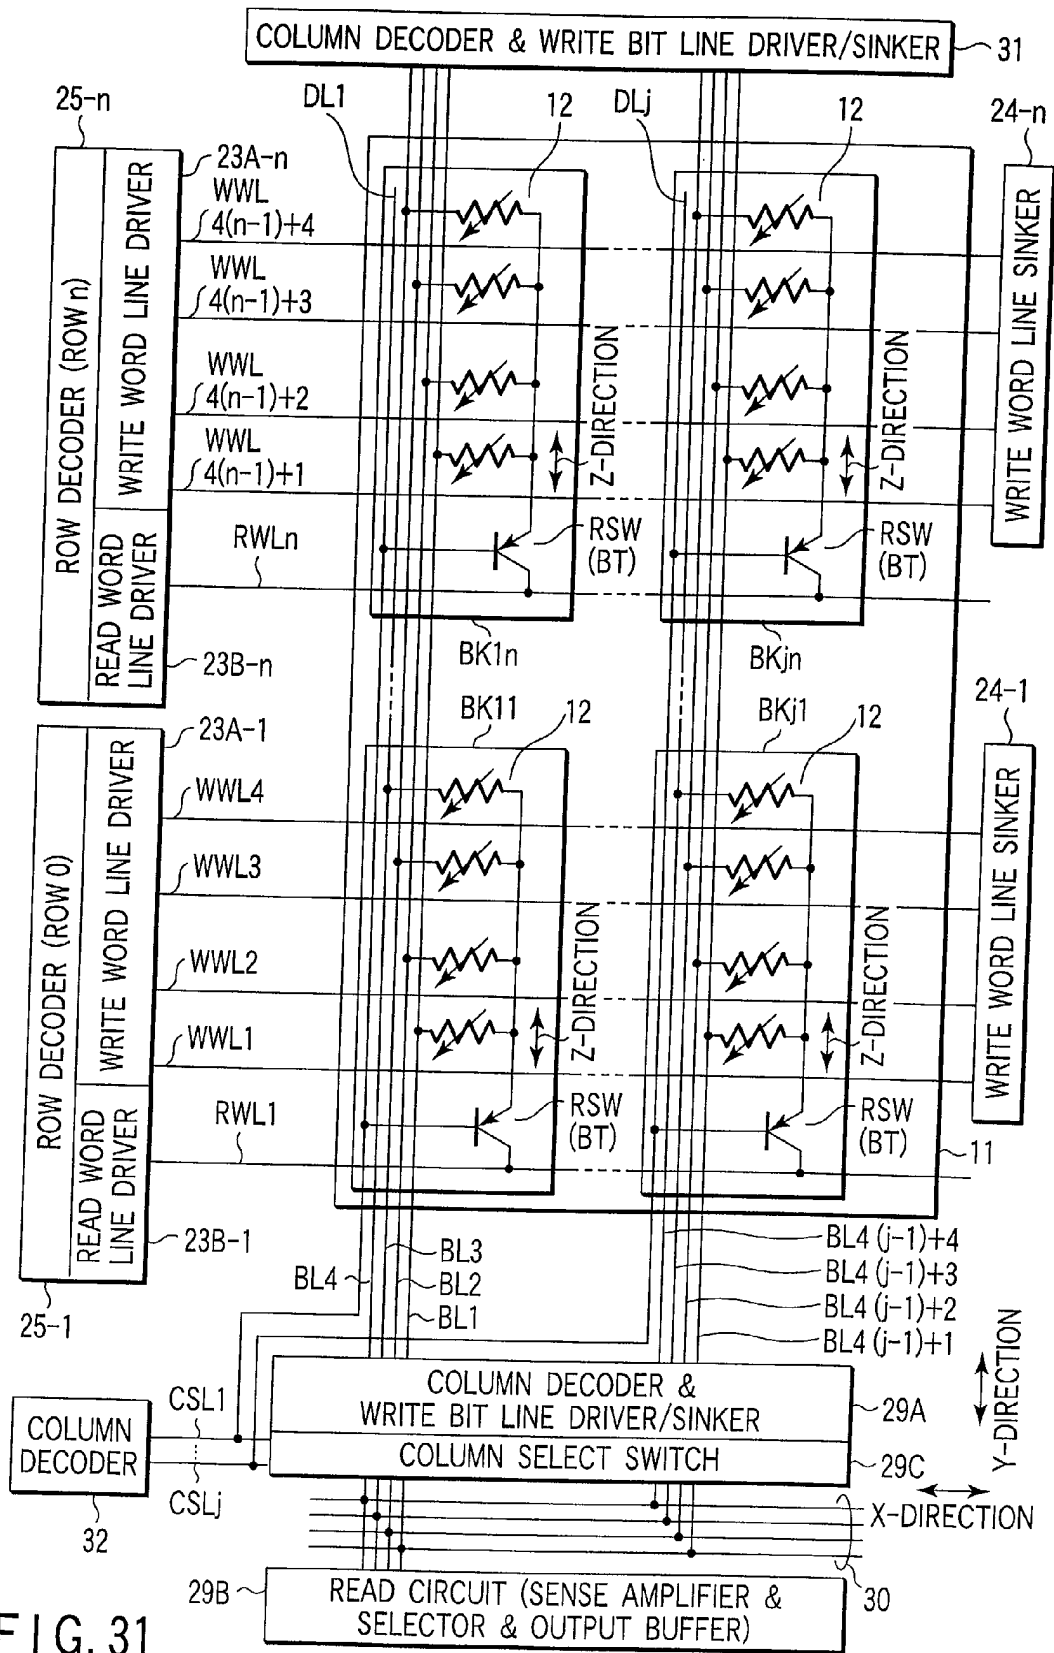 COLUMN DECODER & WRITE BIT LINE DRIVER/SINKER
31
25-n
DL1
12
DLj
12
24-n
ROW DECODER (ROW n)
WRITE WORD LINE DRIVER
READ WORD
LINE DRIVER
23A-n
WWL
4(n-1)+4
WWL
4(n-1)+3
WWL
4(n-1)+2
WWL
4(n-1)+1
RWLn
23B-n
Z-DIRECTION
RSW
(BT)
BK1n
Z-DIRECTION
RSW
(BT)
BKjn
WRITE WORD LINE SINKER
BK11
12
BKj1
12
24-1
ROW DECODER (ROW 0)
WRITE WORD LINE DRIVER
READ WORD
LINE DRIVER
23A-1
WWL4
WWL3
WWL2
WWL1
RWL1
23B-1
25-1
Z-DIRECTION
RSW
(BT)
Z-DIRECTION
RSW
(BT)
WRITE WORD LINE SINKER
11
BL4
BL3
BL2
BL1
BL4(j-1)+4
BL4(j-1)+3
BL4(j-1)+2
BL4(j-1)+1
COLUMN DECODER &
WRITE BIT LINE DRIVER/SINKER
29A
COLUMN SELECT SWITCH
29C
COLUMN
DECODER
32
CSL1
CSLj
Y-DIRECTION
X-DIRECTION
30
29B
READ CIRCUIT (SENSE AMPLIFIER &
SELECTOR & OUTPUT BUFFER)
FIG. 31